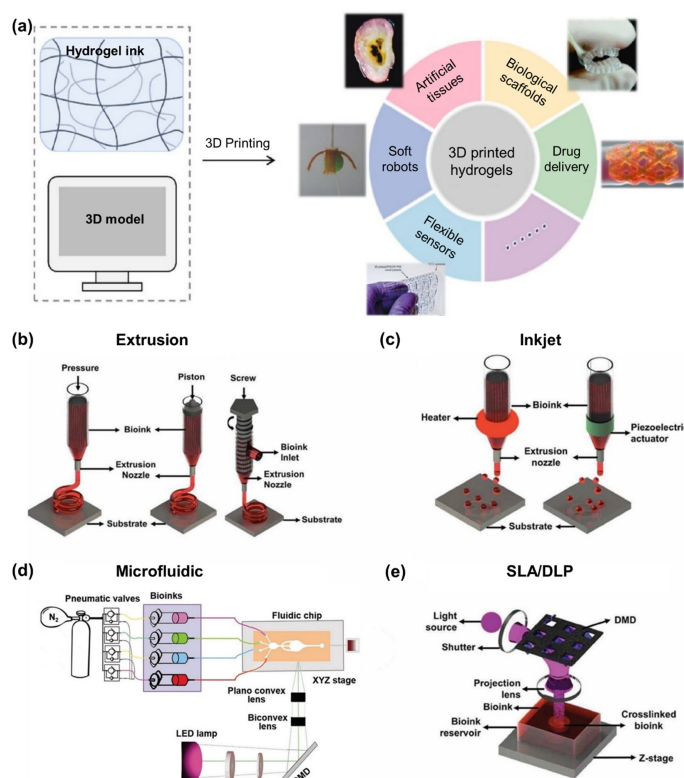 (a)
Hydrogel ink
3D model
3D Printing
Artificial
tissues
Biological
scaffolds
Soft
robots
3D printed
hydrogels
Drug
delivery
Flexible
sensors
(b)
Extrusion
Pressure
Piston
Screw
Bioink
Bioink
Inlet
Extrusion
Nozzle
Extrusion
Nozzle
Substrate
Substrate
(c)
Inkjet
Heater
Bioink
Piezoelectric
actuator
Extrusion
nozzle
Substrate
(d)
Microfluidic
Pneumatic valves
Bioinks
N2
Fluidic chip
XYZ stage
Plano convex
lens
Biconvex
lens
LED lamp
DMD
(e)
SLA/DLP
Light
source
Shutter
DMD
Projection
lens
Bioink
Bioink
reservoir
Crosslinked
bioink
Z-stage